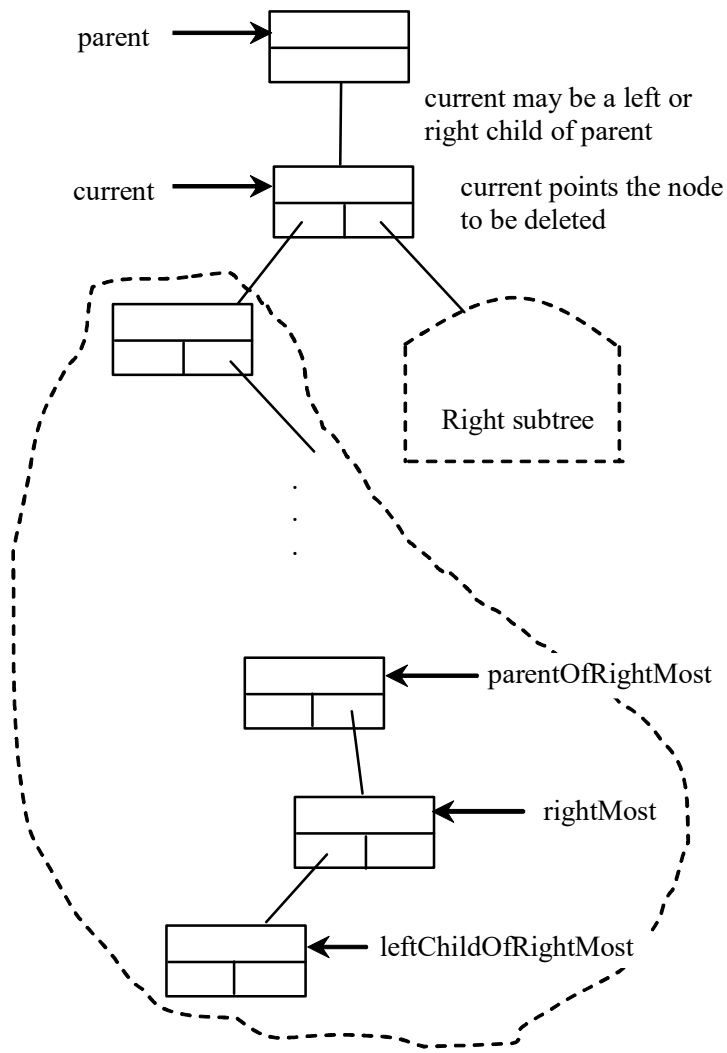 parent
current may be a left or
right child of parent
current
current points the node
to be deleted
Right subtree
.
.
.
parentOfRightMost
rightMost
leftChildOfRightMost